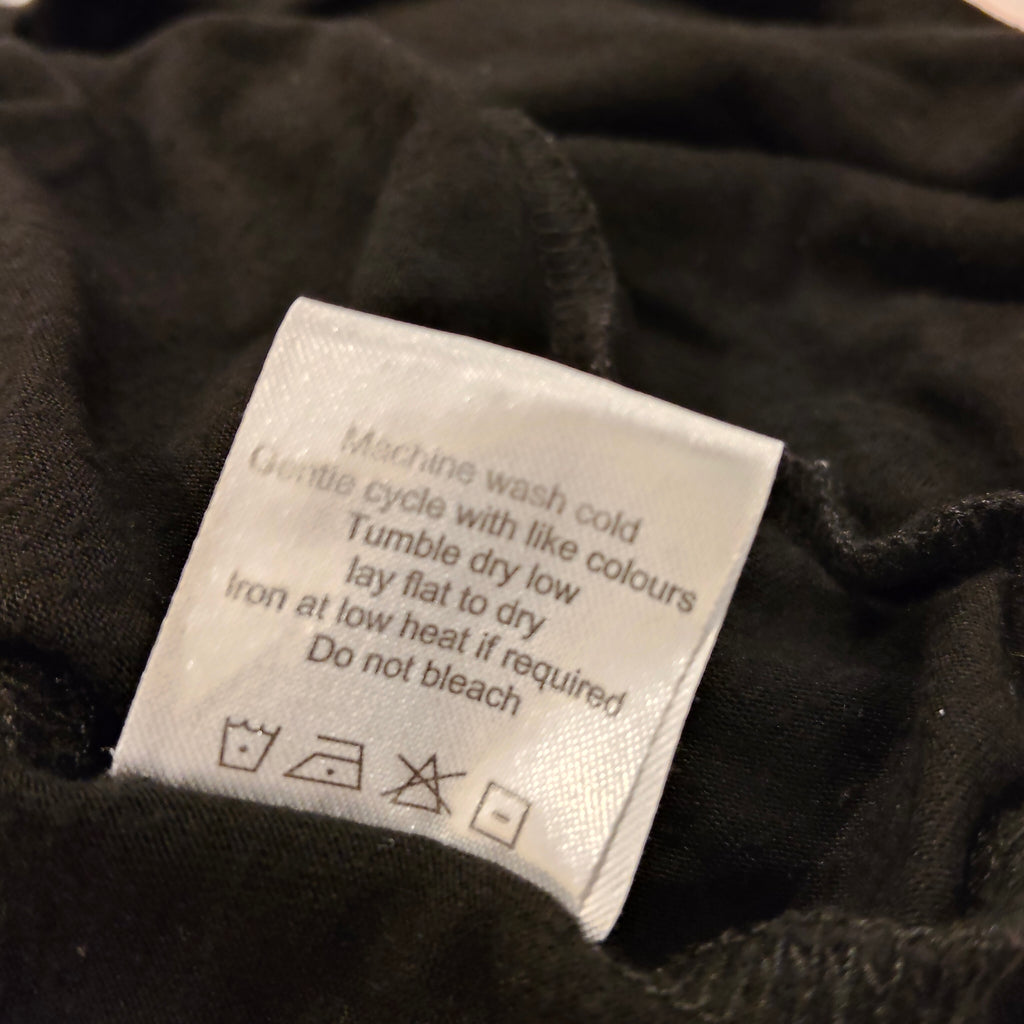 Machine wash cold
Gentle cycle with like colours
Tumble dry low
lay flat to dry
Iron at low heat if required
Do not bleach